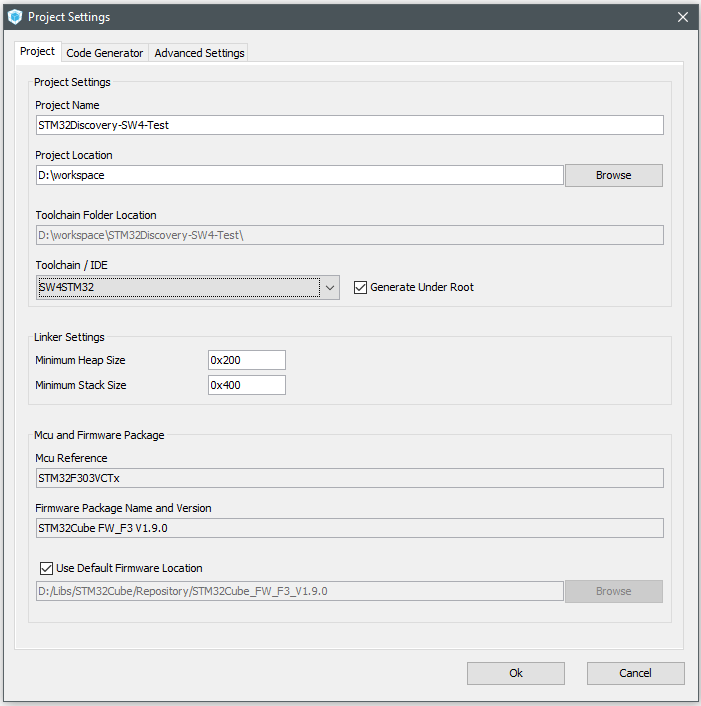 Project Settings
Project
Code Generator
Advanced Settings
Project Settings
Project Name
STM32Discovery-SW4-Test
Project Location
D:\workspace
Browse
Toolchain Folder Location
D:\workspace\STM32Discovery-SW4-Test\
Toolchain / IDE
SW4STM32
Generate Under Root
Linker Settings
Minimum Heap Size
0x200
Minimum Stack Size
0x400
Mcu and Firmware Package
Mcu Reference
STM32F303VCTx
Firmware Package Name and Version
STM32Cube FW_F3 V1.9.0
Use Default Firmware Location
D:/Libs/STM32Cube/Repository/STM32Cube_FW_F3_V1.9.0
Browse
Ok
Cancel